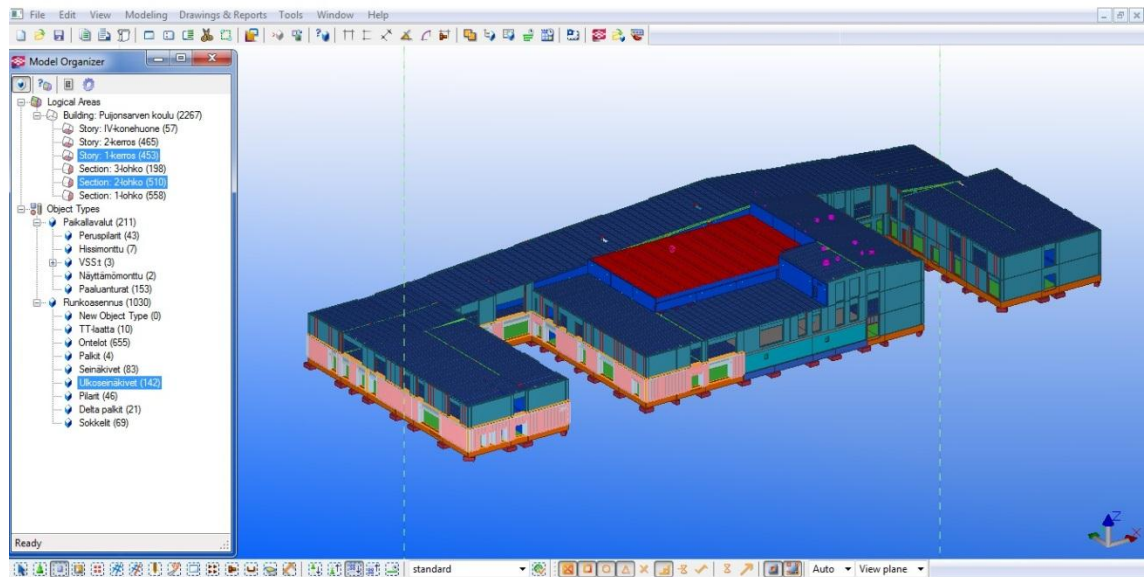 File Edit View Modeling Drawings & Reports Tools Window Help
Model Organizer
Logical Areas
Building: Puijonsarven koulu (2267)
Story: IV-konehuone (57)
Story: 2-kerros (465)
Story: 1-kerros (453)
Section: 3-lohko (198)
Section: 2-lohko (510)
Section: 1-lohko (558)
Object Types
Paikallavalut (211)
Peruspilarit (43)
Hissimonttu (7)
VSS:t (3)
Näyttämömonttu (2)
Paaluanturat (153)
Runkoasennus (1030)
New Object Type (0)
TT-laatta (10)
Ontelot (655)
Palkit (4)
Seinäkivet (83)
Ulkoseinäkivet (142)
Pilarit (46)
Delta palkit (21)
Sokkelit (69)
Z
X
Ready
standard Auto View plane